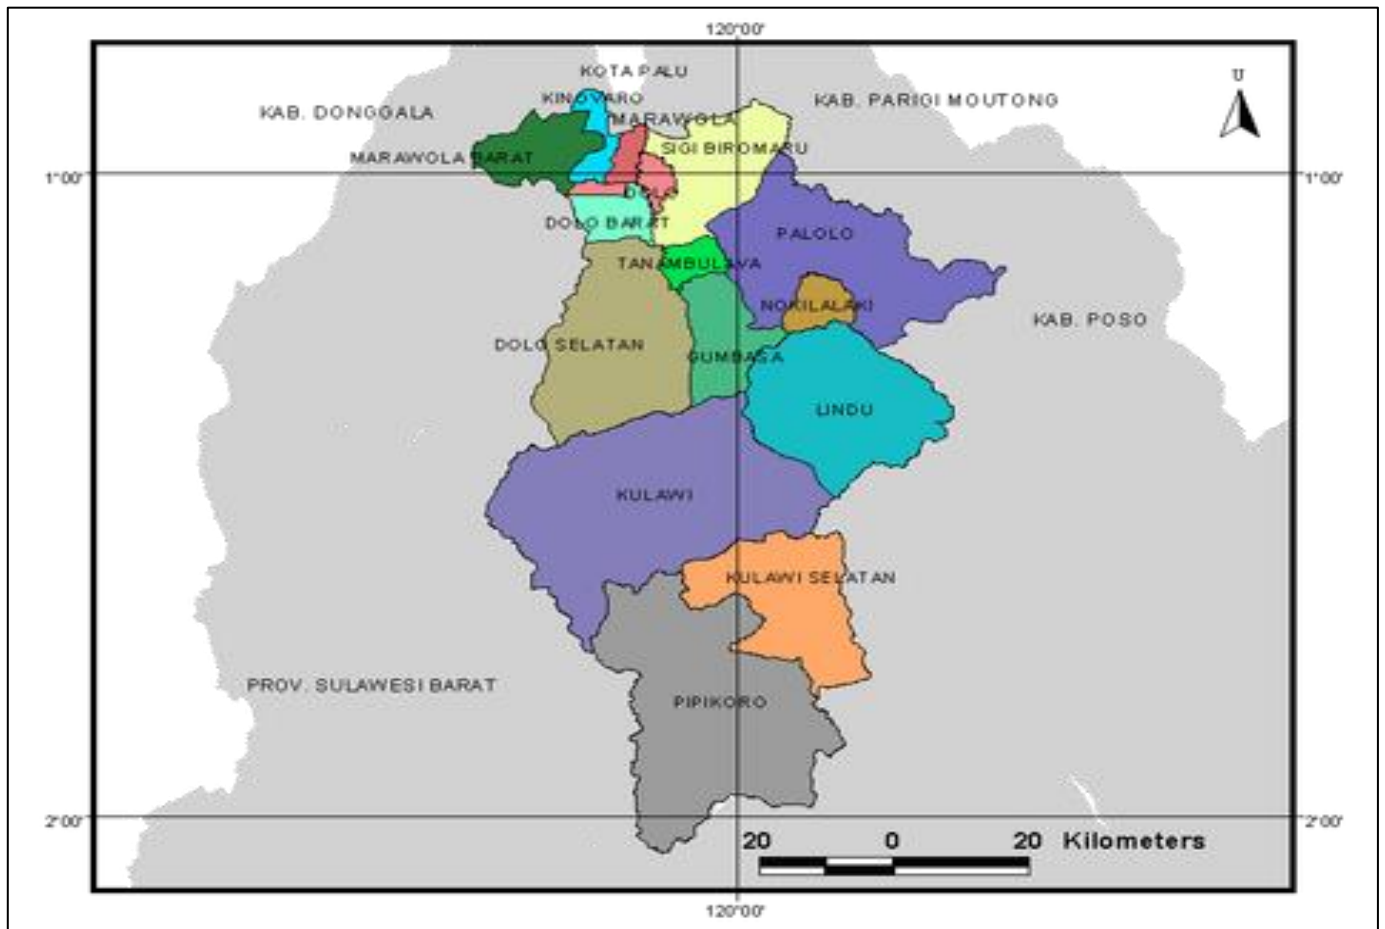 120°00'
KOTA PALU
U
KAB. DONGGALA
KINOVARO
KAB. PARIGI MOUTONG
MARAWOLA
MARAWOLA BARAT
SIGI BIROMARU
1°00'
1°00'
DOLO
DOLO BARAT
PALOLO
TANAMBULAVA
NOKILALAKI
KAB. POSO
DOLO SELATAN
GUMBASA
LINDU
KULAWI
KULAWI SELATAN
PROV. SULAWESI BARAT
PIPIKORO
2°00'
2°00'
20 0 20 Kilometers
120°00'